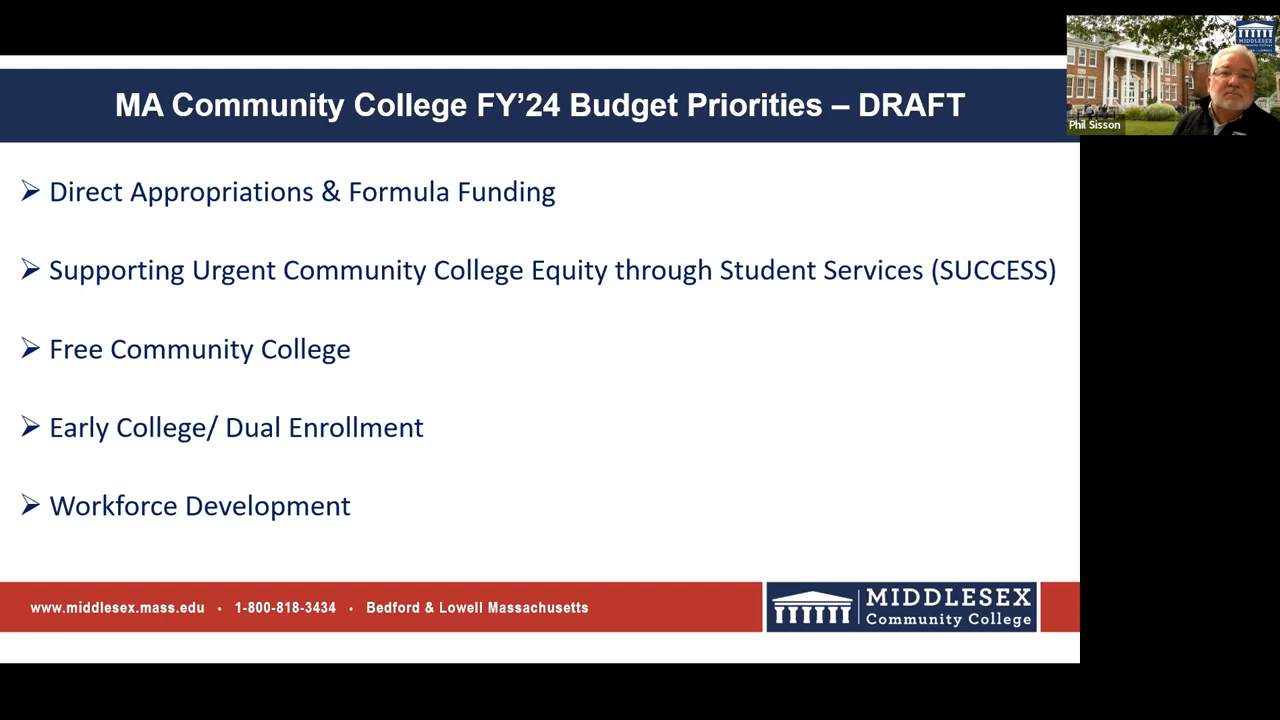 MA Community College FY'24 Budget Priorities – DRAFT
MIDDLESEX
Phil Sisson
➢ Direct Appropriations & Formula Funding
➢ Supporting Urgent Community College Equity through Student Services (SUCCESS)
➢ Free Community College
➢ Early College/ Dual Enrollment
➢ Workforce Development
www.middlesex.mass.edu • 1-800-818-3434 • Bedford & Lowell Massachusetts
MIDDLESEX
Community College